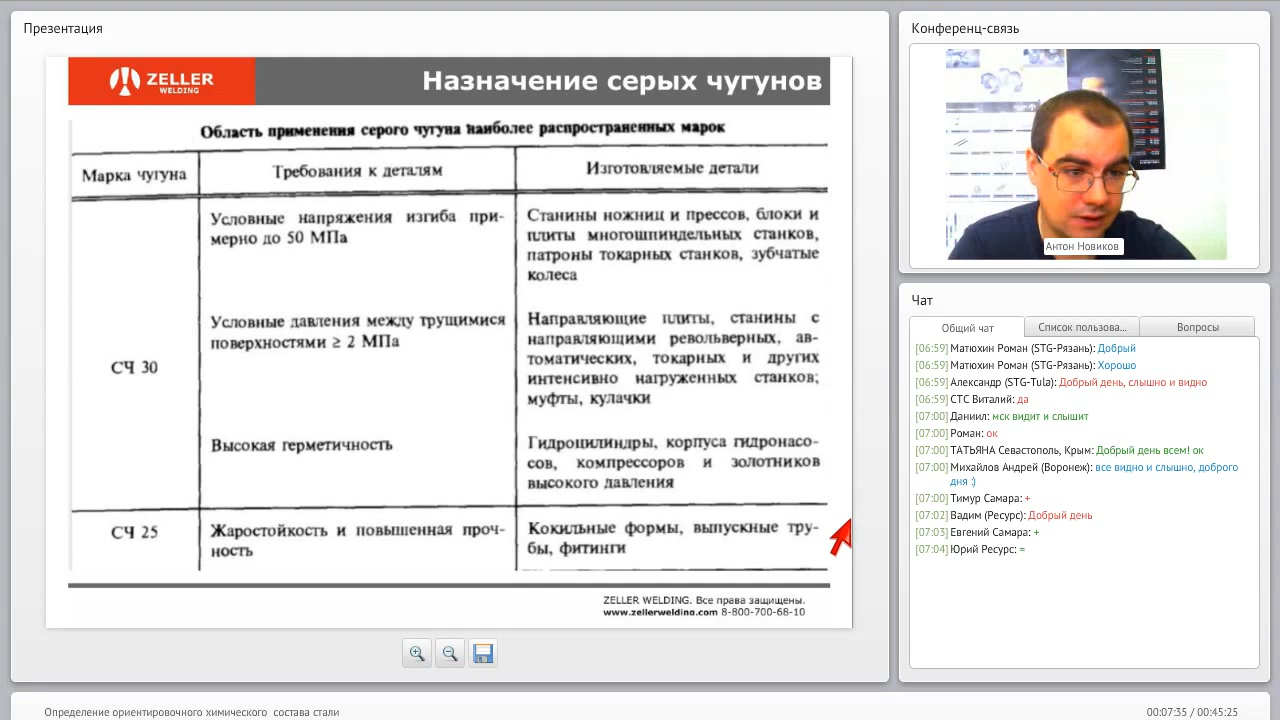 Презентация
ZELLER
WELDING
Назначение серых чугунов
Область применения серого чугуна наиболее распространенных марок
Марка чугуна
Требования к деталям
Изготовляемые детали
СЧ 30
Условные напряжения изгиба при-
мерно до 50 МПа
Станины ножниц и прессов, блоки и
плиты многошпиндельных станков,
патроны токарных станков, зубчатые
колеса
Условные давления между трущимися
поверхностями ≥ 2 МПа
Направляющие плиты, станины с
направляющими револьверных, ав-
томатических, токарных и других
интенсивно нагруженных станков;
муфты, кулачки
Высокая герметичность
Гидроцилиндры, корпуса гидронасо-
сов, компрессоров и золотников
высокого давления
СЧ 25
Жаростойкость и повышенная проч-
ность
Кокильные формы, выпускные тру-
бы, фитинги
ZELLER WELDING. Все права защищены.
www.zellerwelding.com 8-800-700-68-10
Конференц-связь
Антон Новиков
Чат
Общий чат
Список пользова...
Вопросы
[06:59] Матюхин Роман (STG-Рязань): Добрый
[06:59] Матюхин Роман (STG-Рязань): Хорошо
[06:59] Александр (STG-Tula): Добрый день, слышно и видно
[06:59] СТС Виталий: да
[07:00] Даниил: мск видит и слышит
[07:00] Роман: ок
[07:00] ТАТЬЯНА Севастополь, Крым: Добрый день всем! ок
[07:00] Михайлов Андрей (Воронеж): все видно и слышно, доброго
дня :)
[07:00] Тимур Самара: +
[07:02] Вадим (Ресурс): Добрый день
[07:03] Евгений Самара: +
[07:04] Юрий Ресурс: =
Определение ориентировочного химического состава стали
00:07:35 / 00:45:25